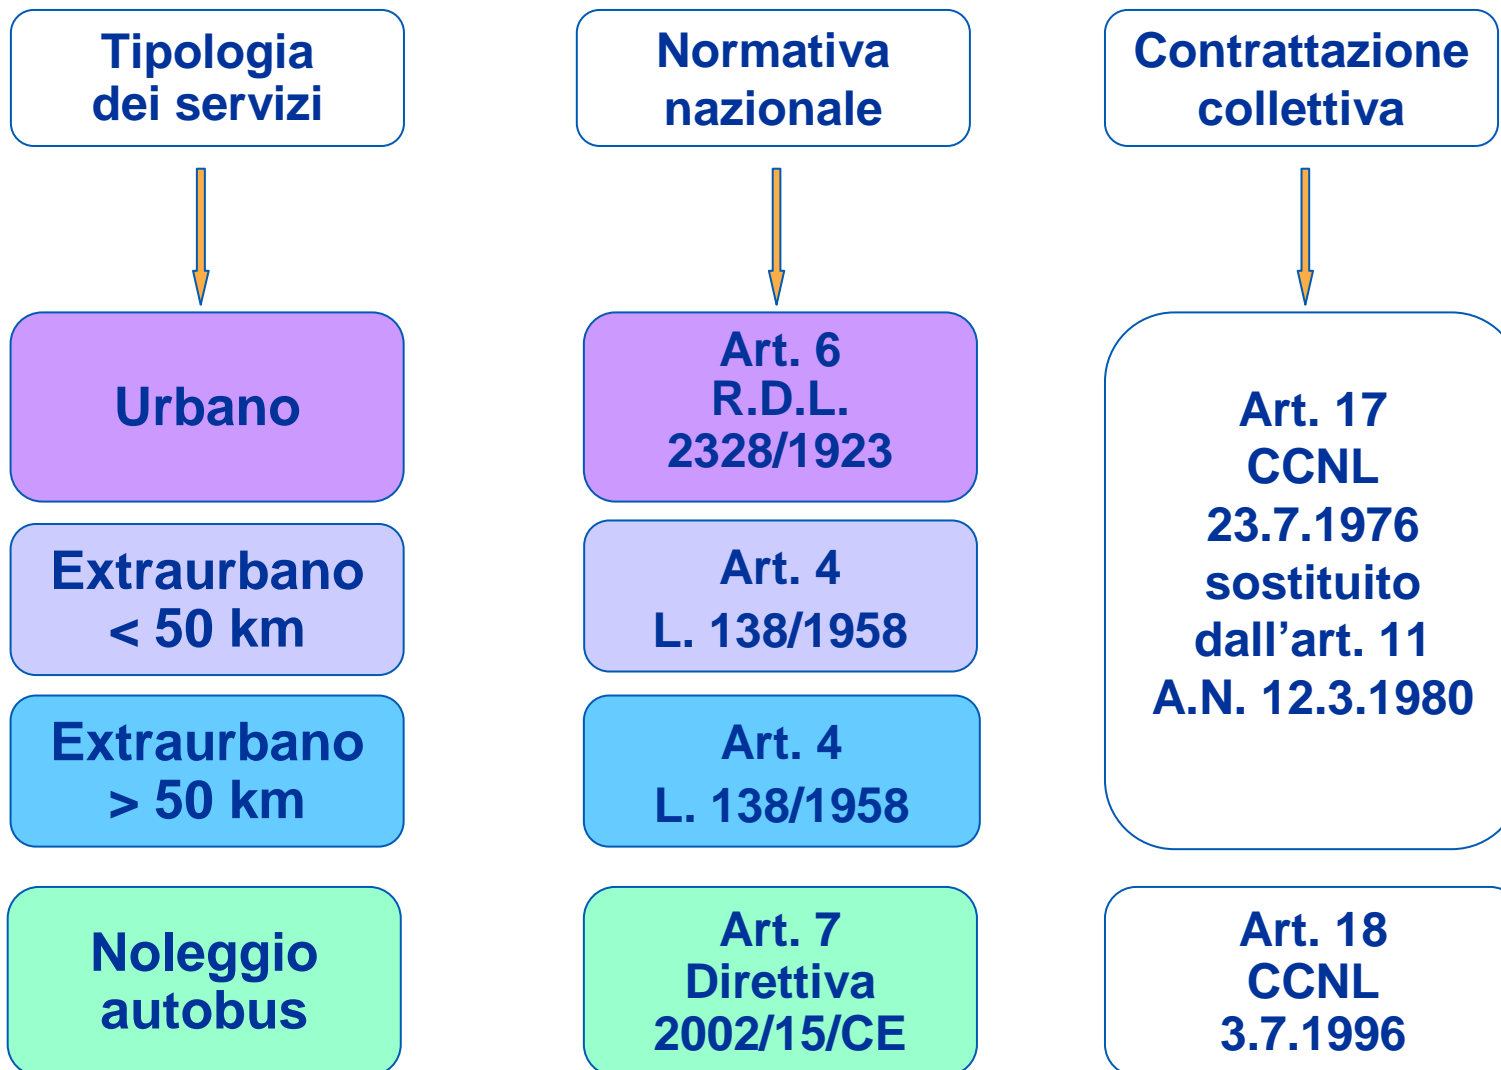 Tipologia
dei servizi
Normativa
nazionale
Contrattazione
collettiva
Urbano
Art. 6
R.D.L.
2328/1923
Art. 17
CCNL
23.7.1976
sostituito
dall’art. 11
A.N. 12.3.1980
Extraurbano
< 50 km
Art. 4
L. 138/1958
Extraurbano
> 50 km
Art. 4
L. 138/1958
Noleggio
autobus
Art. 7
Direttiva
2002/15/CE
Art. 18
CCNL
3.7.1996